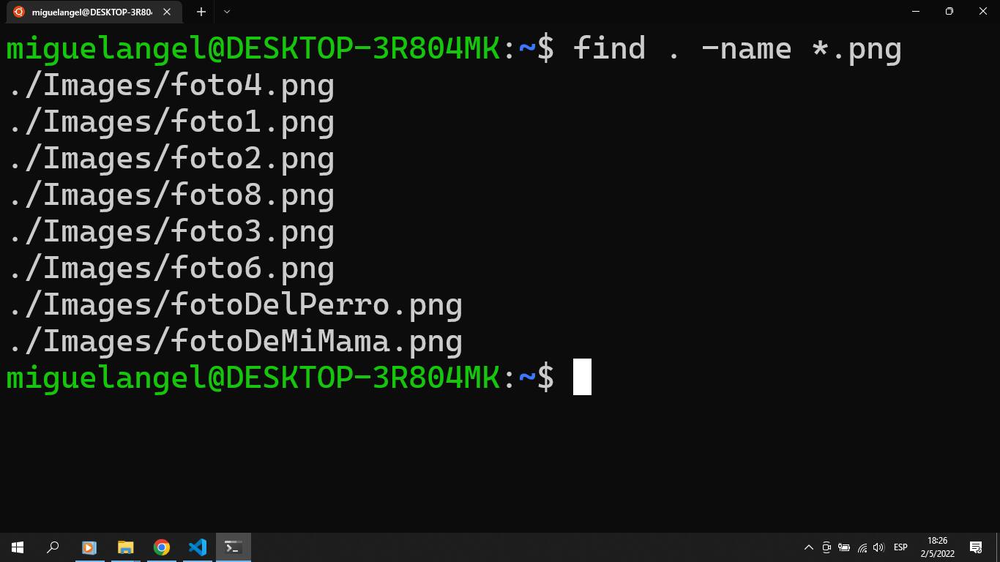 miguelangel@DESKTOP-3R804
miguelangel@DESKTOP-3R804MK:~$ find . -name *.png
./Images/foto4.png
./Images/foto1.png
./Images/foto2.png
./Images/foto8.png
./Images/foto3.png
./Images/foto6.png
./Images/fotoDelPerro.png
./Images/fotoDeMiMama.png
miguelangel@DESKTOP-3R804MK:~$
ESP
18:26
2/5/2022